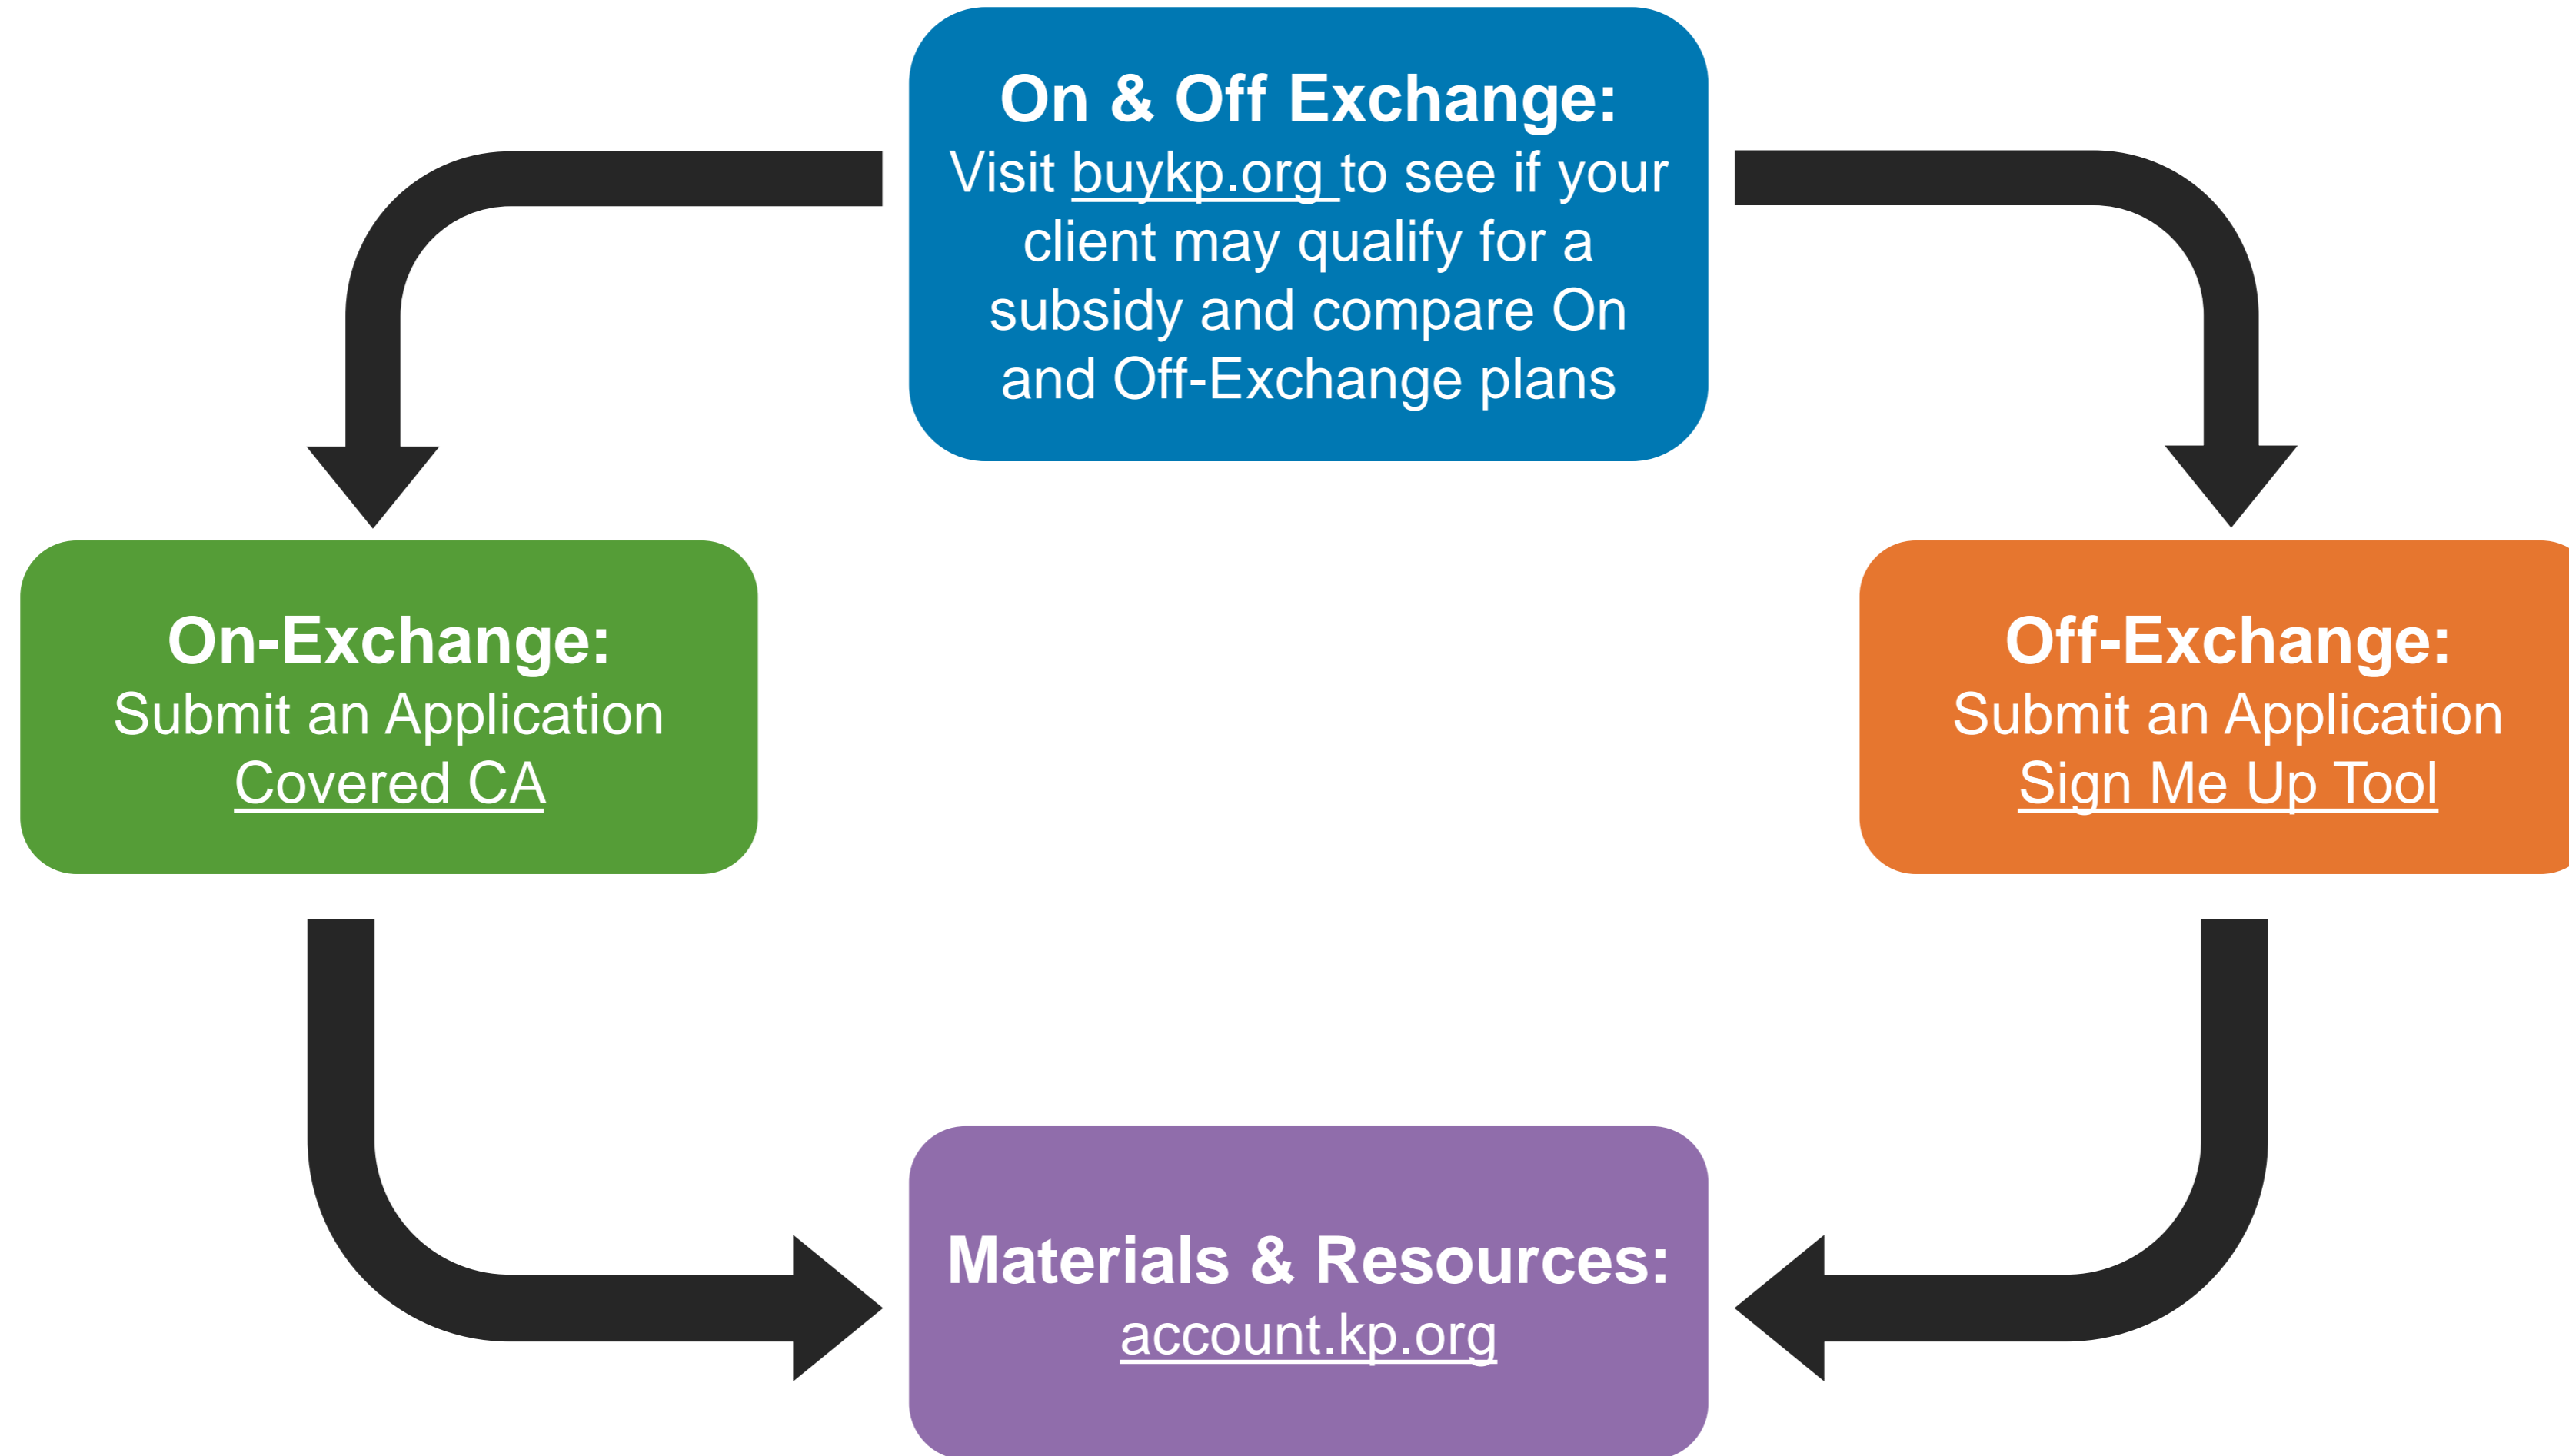 On & Off Exchange:
Visit buykp.org to see if your
client may qualify for a
subsidy and compare On
and Off-Exchange plans
On-Exchange:
Submit an Application
Covered CA
Off-Exchange:
Submit an Application
Sign Me Up Tool
Materials & Resources:
account.kp.org